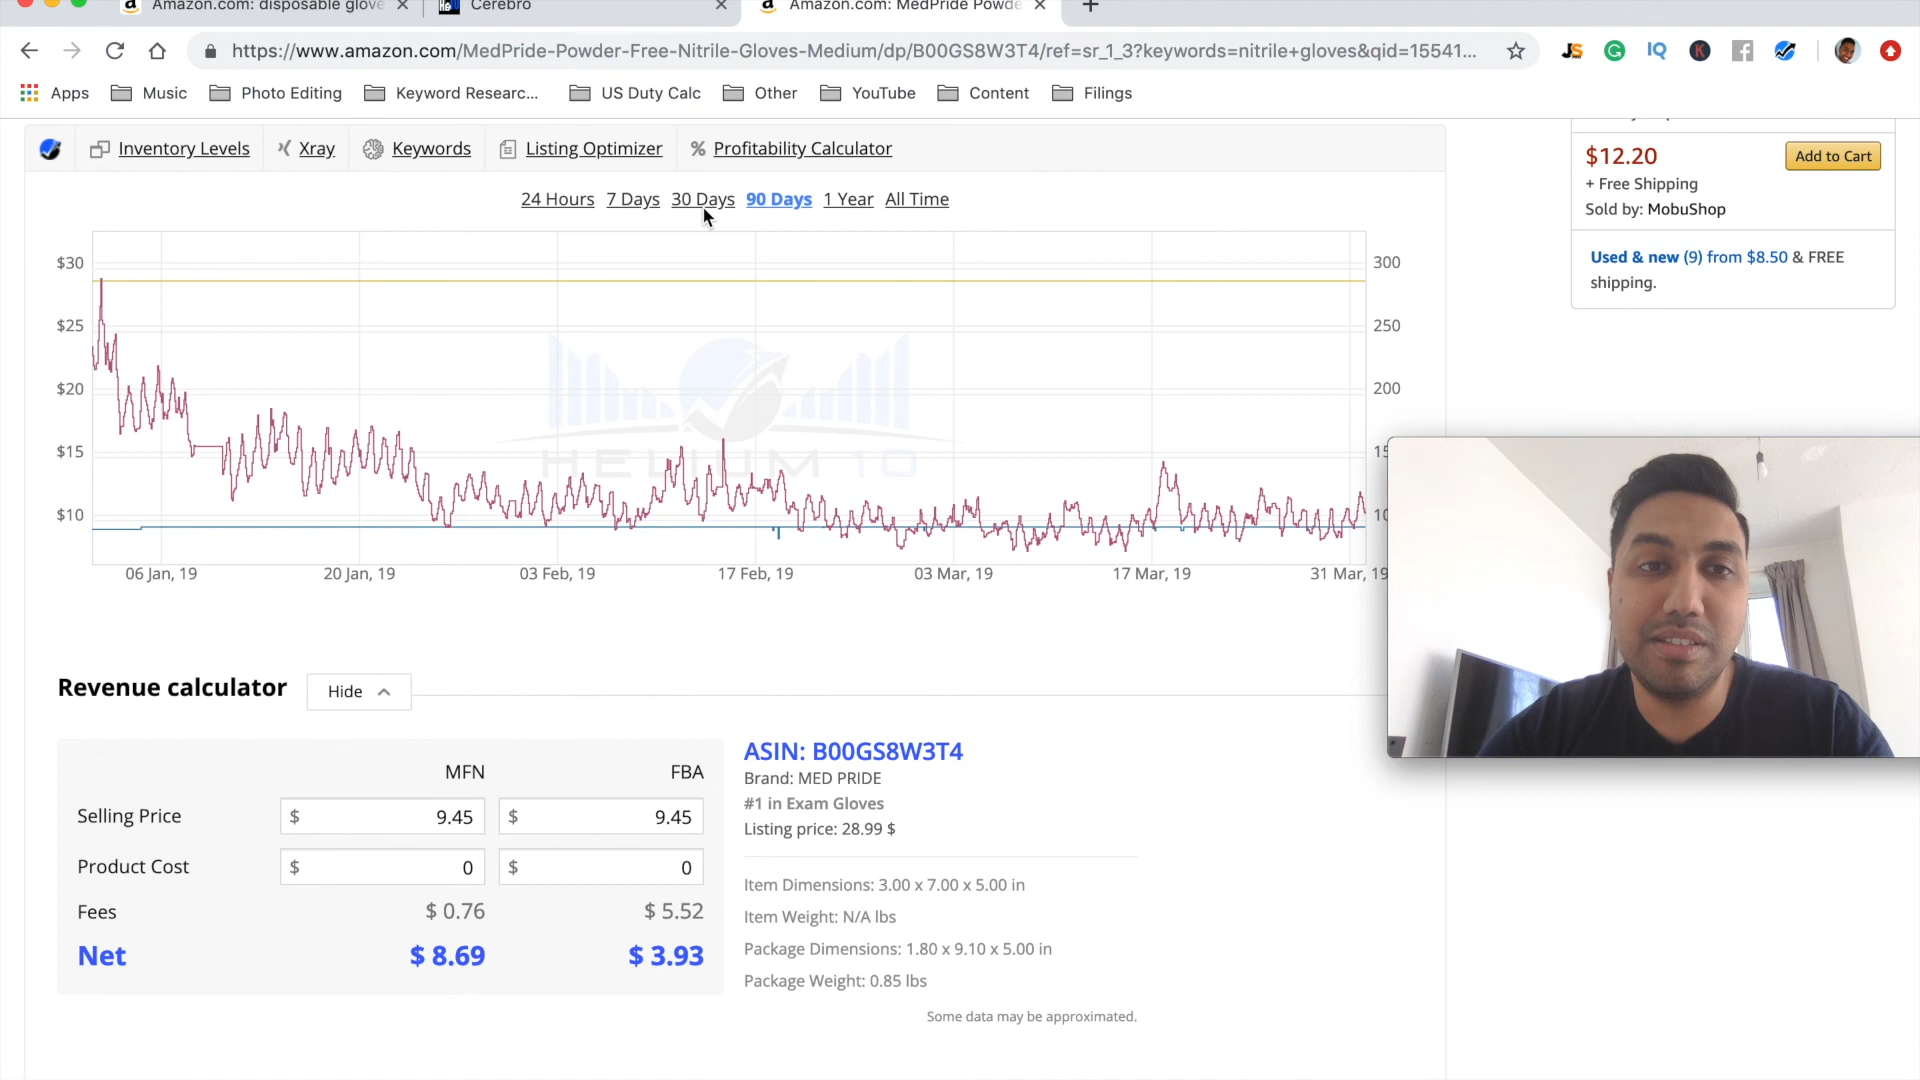 Amazon.com: disposable glove
Cerebro
Amazon.com: MedPride Powde
https://www.amazon.com/MedPride-Powder-Free-Nitrile-Gloves-Medium/dp/B00GS8W3T4/ref=sr_1_3?keywords=nitrile+gloves&qid=15541...
Apps Music Photo Editing Keyword Researc... US Duty Calc Other YouTube Content Filings
Inventory Levels Xray Keywords Listing Optimizer % Profitability Calculator
24 Hours 7 Days 30 Days 90 Days 1 Year All Time
$30 300
$25 250
$20 200
$15
$10
HELIUM 10
06 Jan, 19 20 Jan, 19 03 Feb, 19 17 Feb, 19 03 Mar, 19 17 Mar, 19 31 Mar, 19
$12.20 Add to Cart
+ Free Shipping
Sold by: MobuShop
Used & new (9) from $8.50 & FREE
shipping.
Revenue calculator Hide
MFN FBA
Selling Price $ 9.45 $ 9.45
Product Cost $ 0 $ 0
Fees $ 0.76 $ 5.52
Net $ 8.69 $ 3.93
ASIN: B00GS8W3T4
Brand: MED PRIDE
#1 in Exam Gloves
Listing price: 28.99 $
Item Dimensions: 3.00 x 7.00 x 5.00 in
Item Weight: N/A lbs
Package Dimensions: 1.80 x 9.10 x 5.00 in
Package Weight: 0.85 lbs
Some data may be approximated.